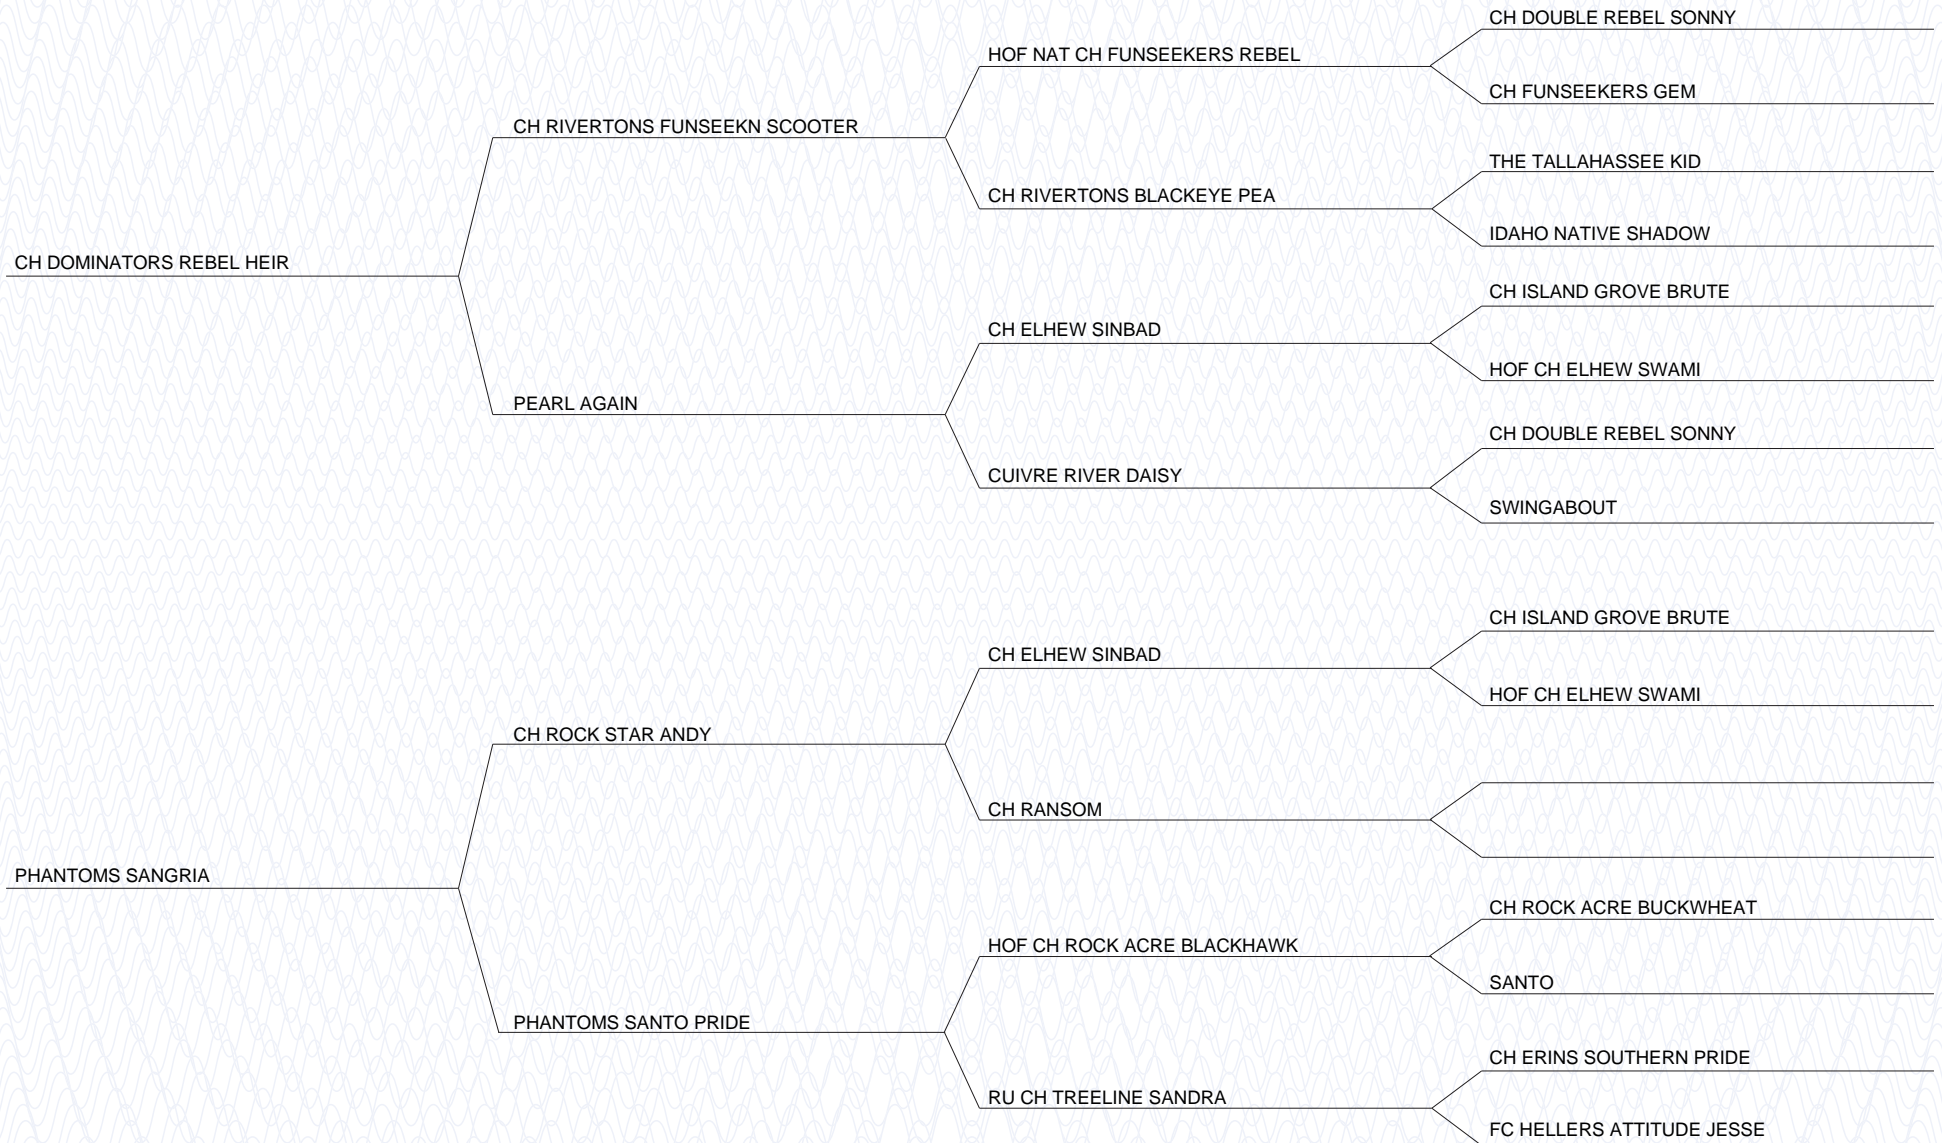 CH DOUBLE REBEL SONNY
HOF NAT CH FUNSEEKERS REBEL
CH FUNSEEKERS GEM
CH RIVERTONS FUNSEEKN SCOOTER
THE TALLAHASSEE KID
CH RIVERTONS BLACKEYE PEA
IDAHO NATIVE SHADOW
CH DOMINATORS REBEL HEIR
CH ISLAND GROVE BRUTE
CH ELHEW SINBAD
HOF CH ELHEW SWAMI
PEARL AGAIN
CH DOUBLE REBEL SONNY
CUIVRE RIVER DAISY
SWINGABOUT
CH ISLAND GROVE BRUTE
CH ELHEW SINBAD
HOF CH ELHEW SWAMI
CH ROCK STAR ANDY
CH RANSOM
PHANTOMS SANGRIA
CH ROCK ACRE BUCKWHEAT
HOF CH ROCK ACRE BLACKHAWK
SANTO
PHANTOMS SANTO PRIDE
CH ERINS SOUTHERN PRIDE
RU CH TREELINE SANDRA
FC HELLERS ATTITUDE JESSE